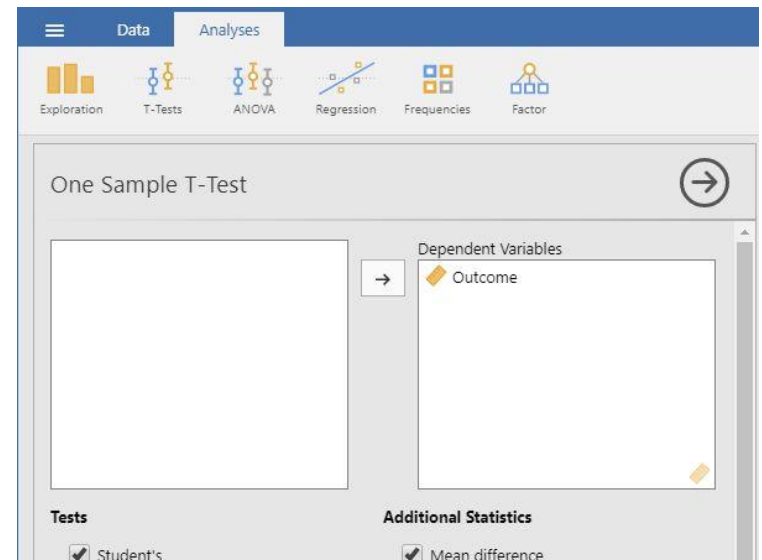 Data Analyses
Exploration T-Tests ANOVA Regression Frequencies Factor
One Sample T-Test
Dependent Variables
Outcome
Tests
Additional Statistics
Student's
Mean difference